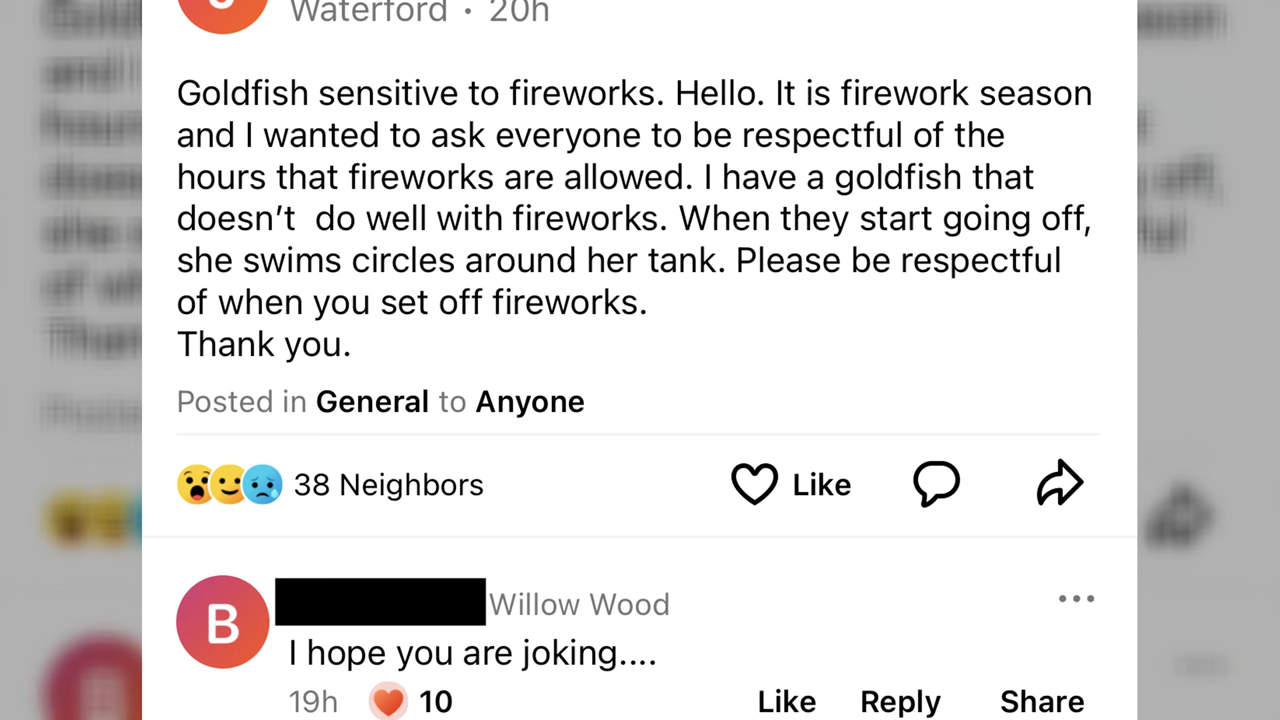 Waterford • 20h
Goldfish sensitive to fireworks. Hello. It is firework season
and I wanted to ask everyone to be respectful of the
hours that fireworks are allowed. I have a goldfish that
doesn’t  do well with fireworks. When they start going off,
she swims circles around her tank. Please be respectful
of when you set off fireworks.
Thank you.
Posted in General to Anyone
38 Neighbors Like
B Willow Wood
I hope you are joking....
19h 10 Like Reply Share